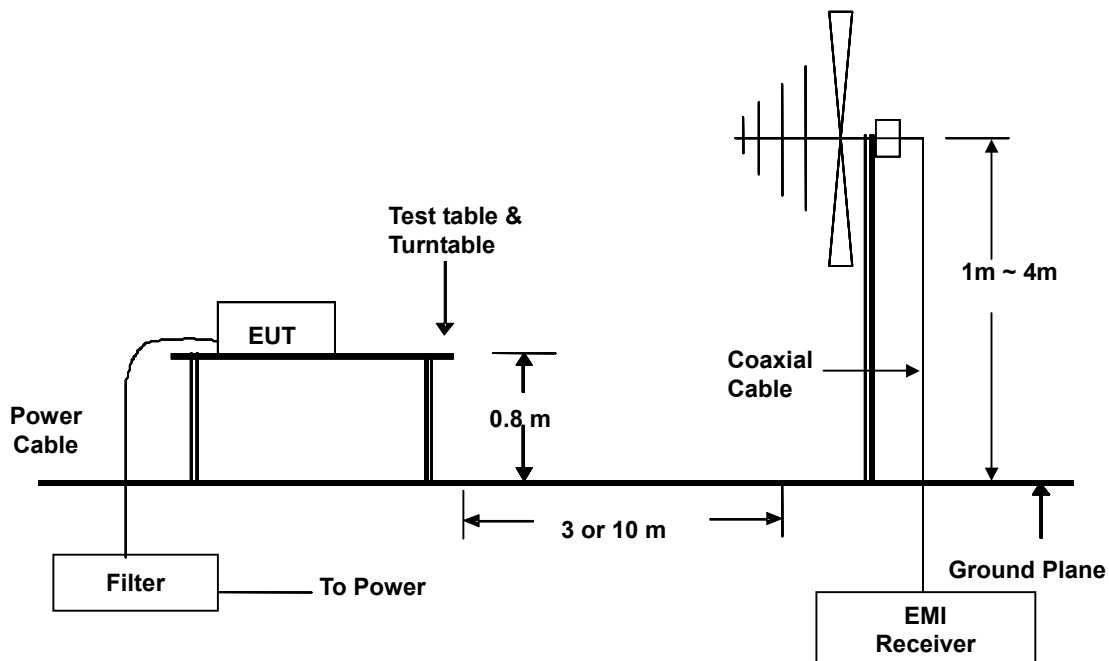 Test table &
Turntable
1m ~ 4m
EUT
Coaxial
Cable
0.8 m
Power
Cable
3 or 10 m
Ground Plane
Filter
To Power
EMI
Receiver